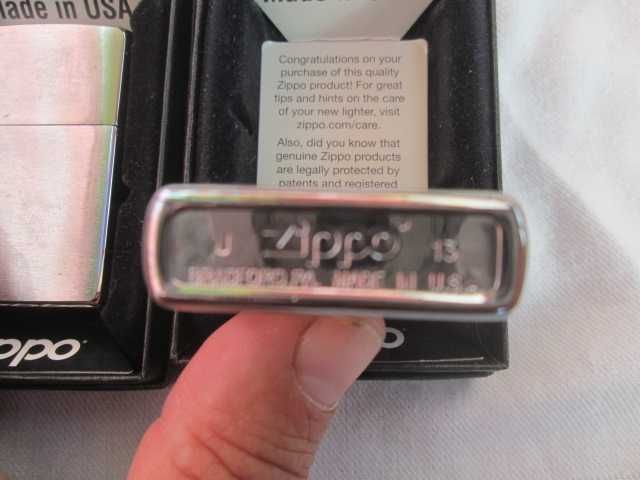 Made in USA
Congratulations on your
purchase of this quality
Zippo product! For great
tips and hints on the care
of your new lighter, visit
zippo.com/care.
Also, did you know that
genuine Zippo products
are legally protected by
patents and registered
J Zippo 13
BRADFORD, PA. MADE IN U.S.A.
ppo